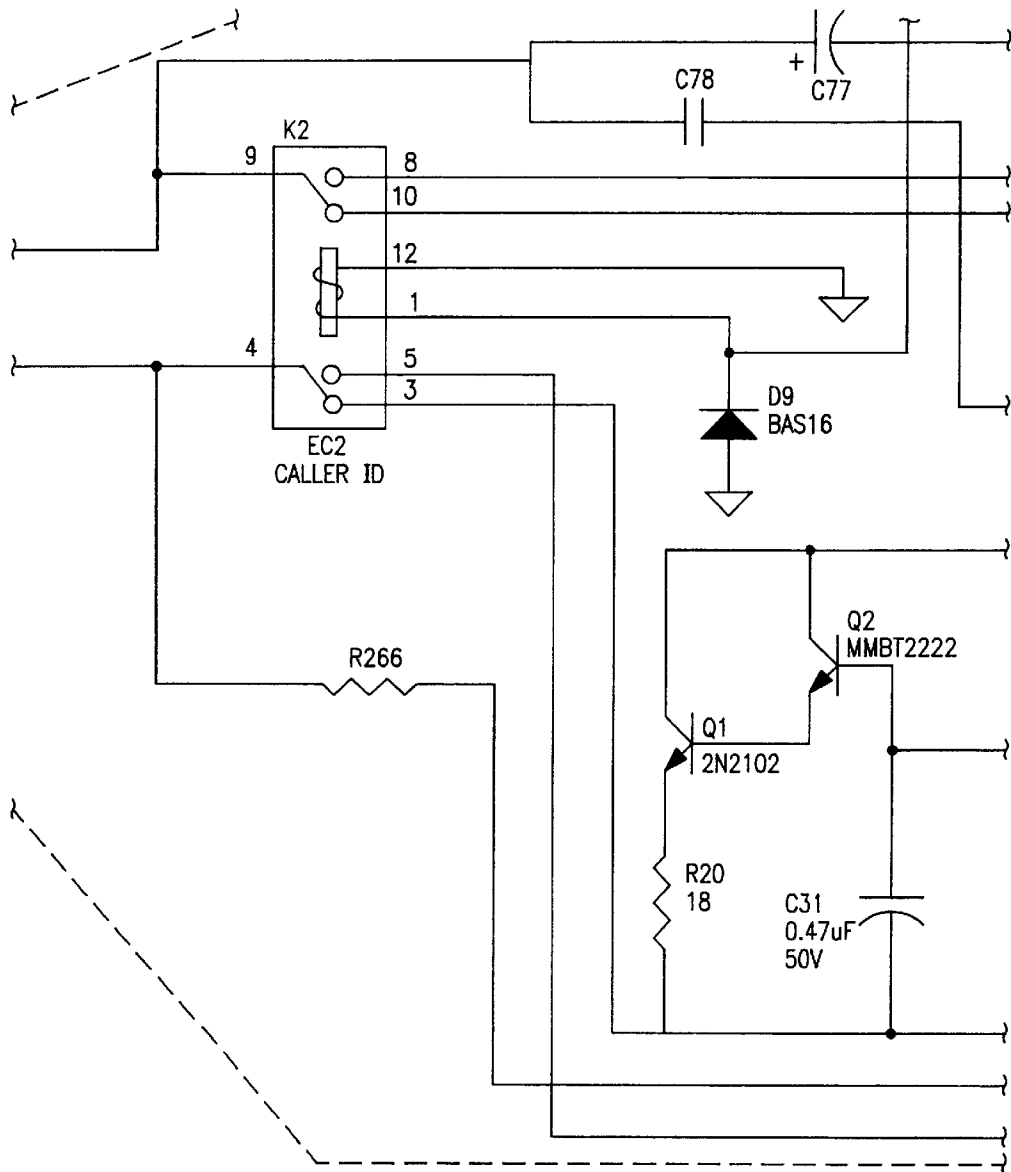 C78
+
C77
K2
9
8
10
12
1
4
5
3
D9
BAS16
EC2
CALLER ID
Q2
MMBT2222
R266
Q1
2N2102
R20
18
C31
0.47uF
50V